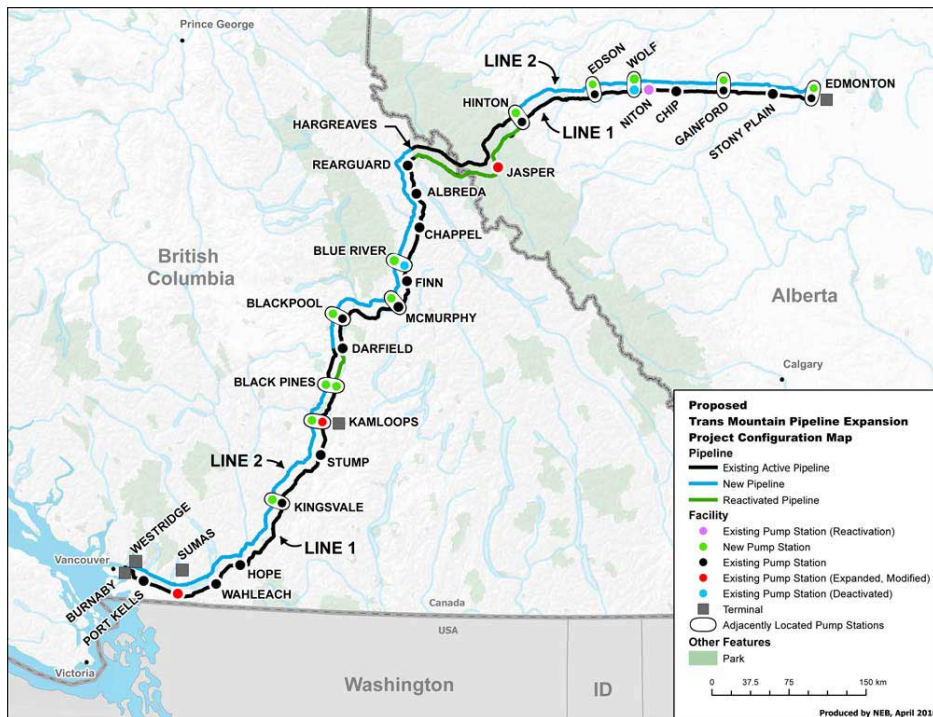 Prince George
LINE 2
EDSON
WOLF
HINTON
EDMONTON
NITON
CHIP
GAINFORD
STONY PLAIN
LINE 1
HARGREAVES
REARGUARD
JASPER
ALBREDA
CHAPPEL
British
Columbia
BLUE RIVER
FINN
Alberta
BLACKPOOL
MCMURPHY
DARFIELD
Calgary
BLACK PINES
KAMLOOPS
LINE 2
STUMP
KINGSVALE
LINE 1
WESTRIDGE
SUMAS
Vancouver
HOPE
WAHLEACH
BURNABY
PORT KELLS
Canada
USA
Victoria
Washington
ID
Proposed
Trans Mountain Pipeline Expansion
Project Configuration Map
Pipeline
Existing Active Pipeline
New Pipeline
Reactivated Pipeline
Facility
Existing Pump Station (Reactivation)
New Pump Station
Existing Pump Station
Existing Pump Station (Expanded, Modified)
Existing Pump Station (Deactivated)
Terminal
Adjacently Located Pump Stations
Other Features
Park
0 37.5 75 150 km
Produced by NEB, April 201